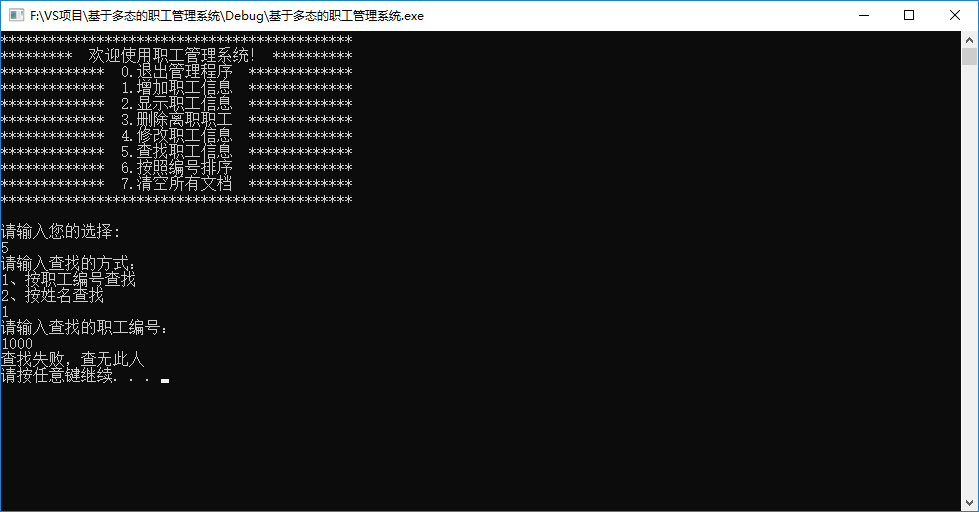 F:\VS项目\基于多态的职工管理系统\Debug\基于多态的职工管理系统.exe
********************************************
*********  欢迎使用职工管理系统!  **********
*************  0.退出管理程序  *************
*************  1.增加职工信息  *************
*************  2.显示职工信息  *************
*************  3.删除离职职工  *************
*************  4.修改职工信息  *************
*************  5.查找职工信息  *************
*************  6.按照编号排序  *************
*************  7.清空所有文档  *************
********************************************
请输入您的选择:
5
请输入查找的方式:
1、按职工编号查找
2、按姓名查找
1
请输入查找的职工编号:
1000
查找失败，查无此人
请按任意键继续. . .